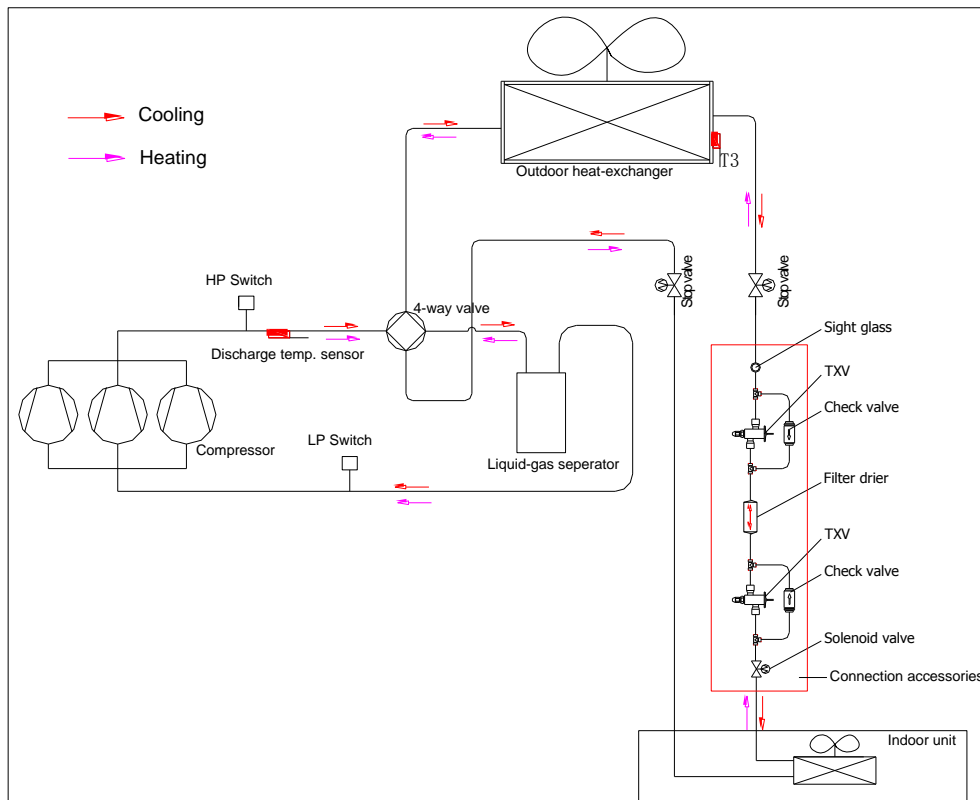 Cooling
Heating
T3
Outdoor heat-exchanger
HP Switch
4-way valve
Stop valve
Stop valve
Discharge temp. sensor
Sight glass
TXV
Check valve
Compressor
LP Switch
Liquid-gas seperator
Filter drier
TXV
Check valve
Solenoid valve
Connection accessories
Indoor unit